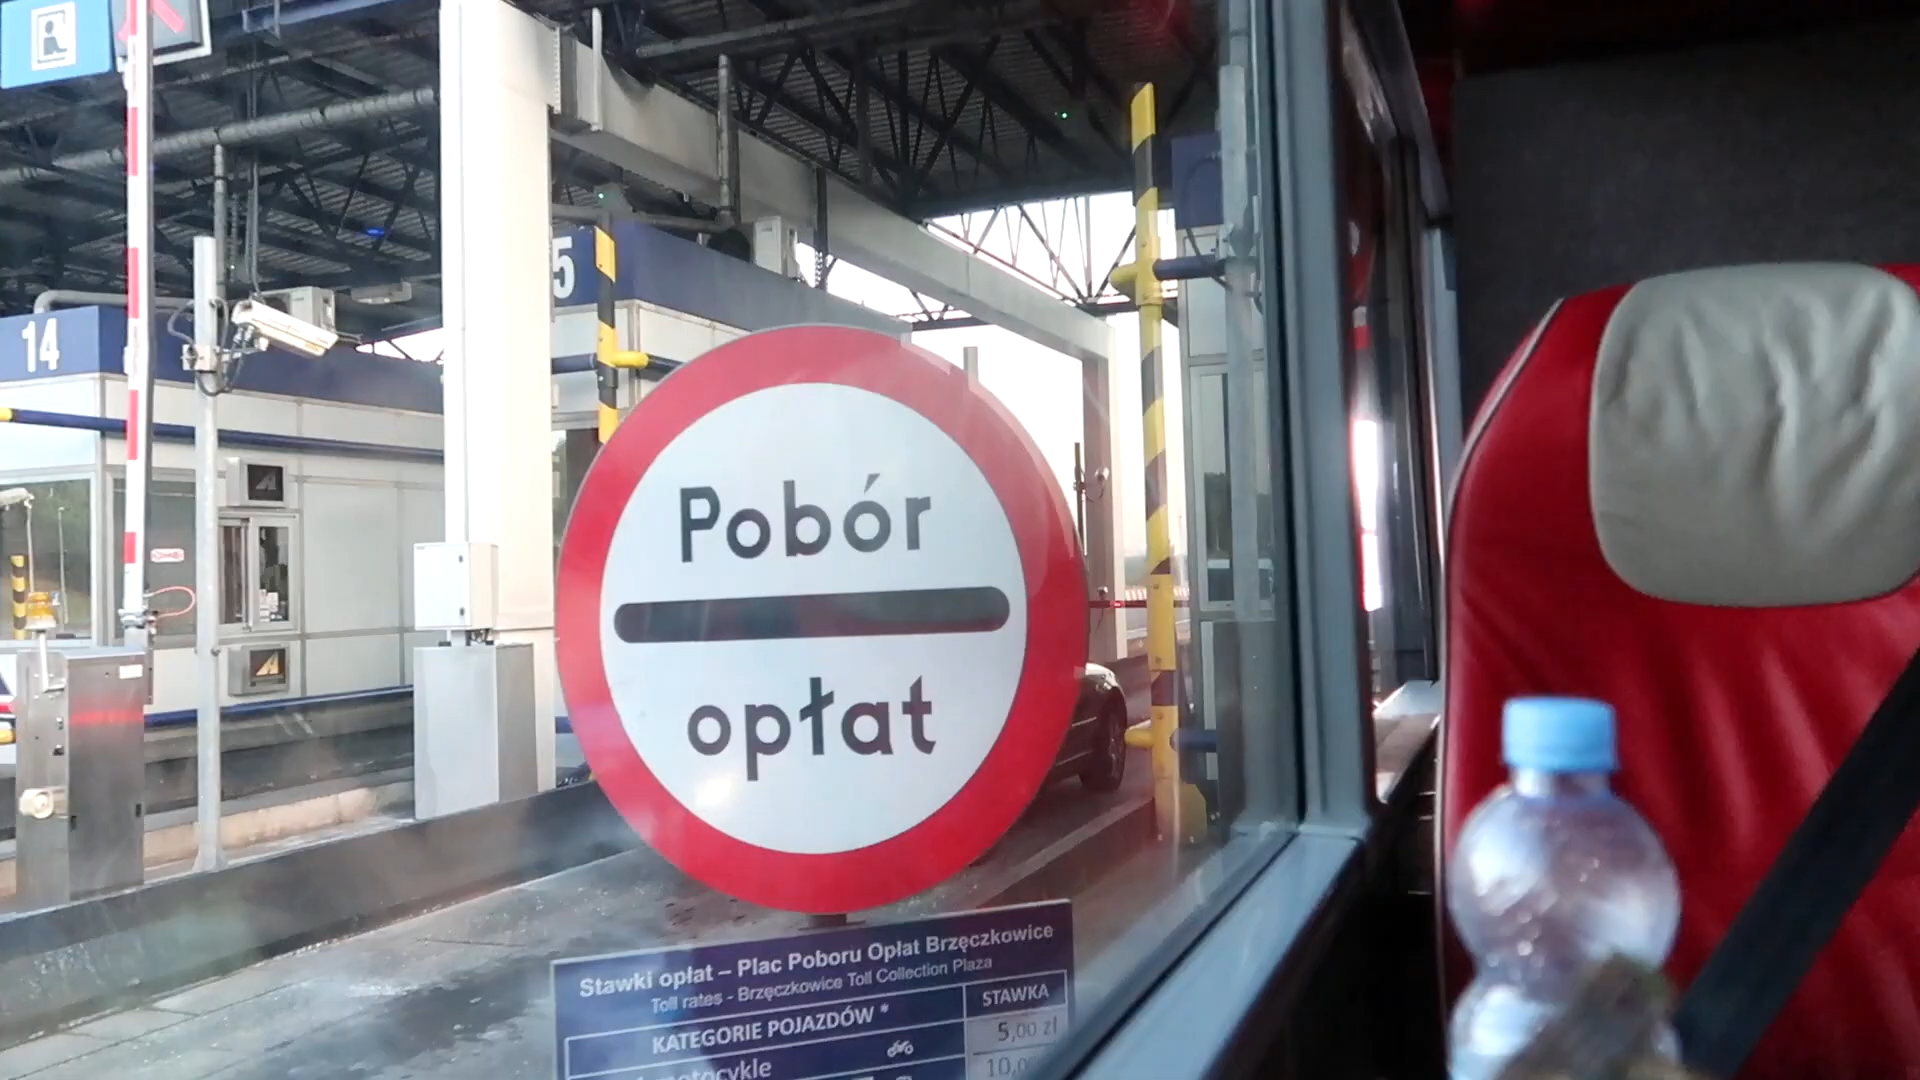 14
5
Pobór
opłat
Stawki opłat – Plac Poboru Opłat Brzęczkowice
Toll rates - Brzęczkowice Toll Collection Plaza
KATEGORIE POJAZDÓW *
STAWKA
5,00 zł